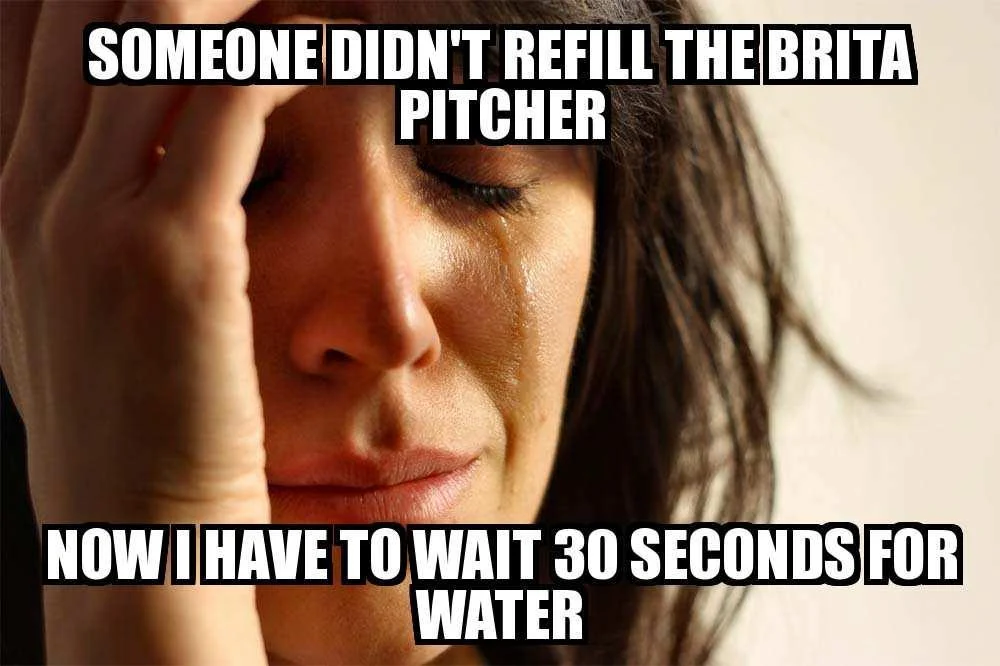 SOMEONE DIDN'T REFILL THE BRITA
PITCHER
NOW I HAVE TO WAIT 30 SECONDS FOR
WATER